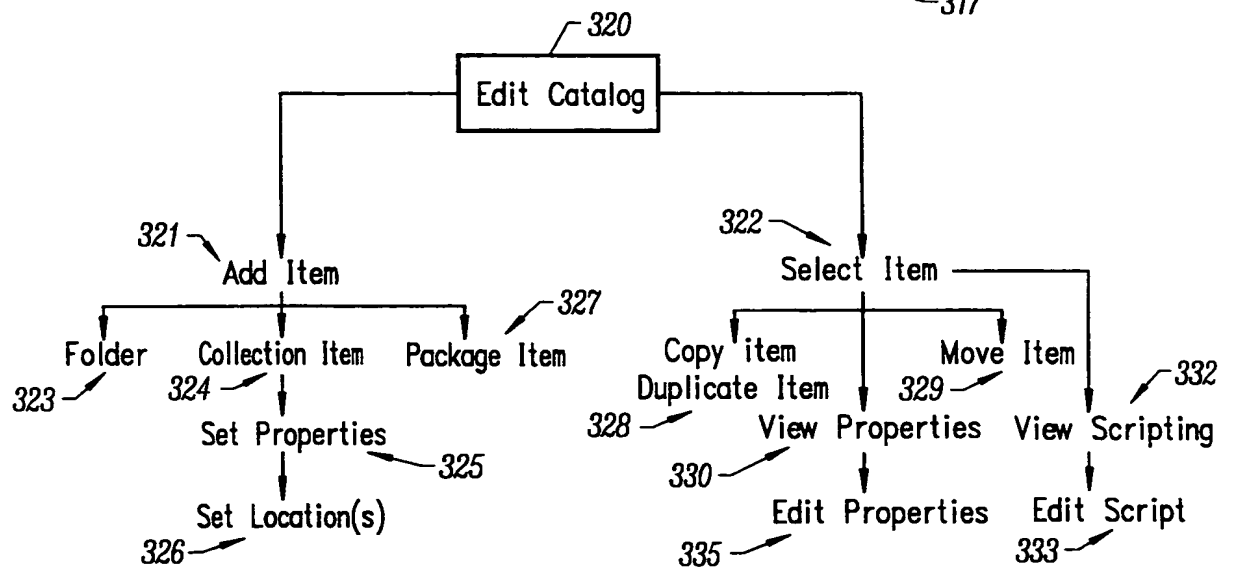 317
320
Edit Catalog
321
Add Item
322
Select Item
327
Folder
Collection Item
Package Item
Copy item
Duplicate Item
Move Item
323
324
328
329
332
Set Properties
325
View Properties
330
View Scripting
Set Location(s)
326
Edit Properties
335
Edit Script
333